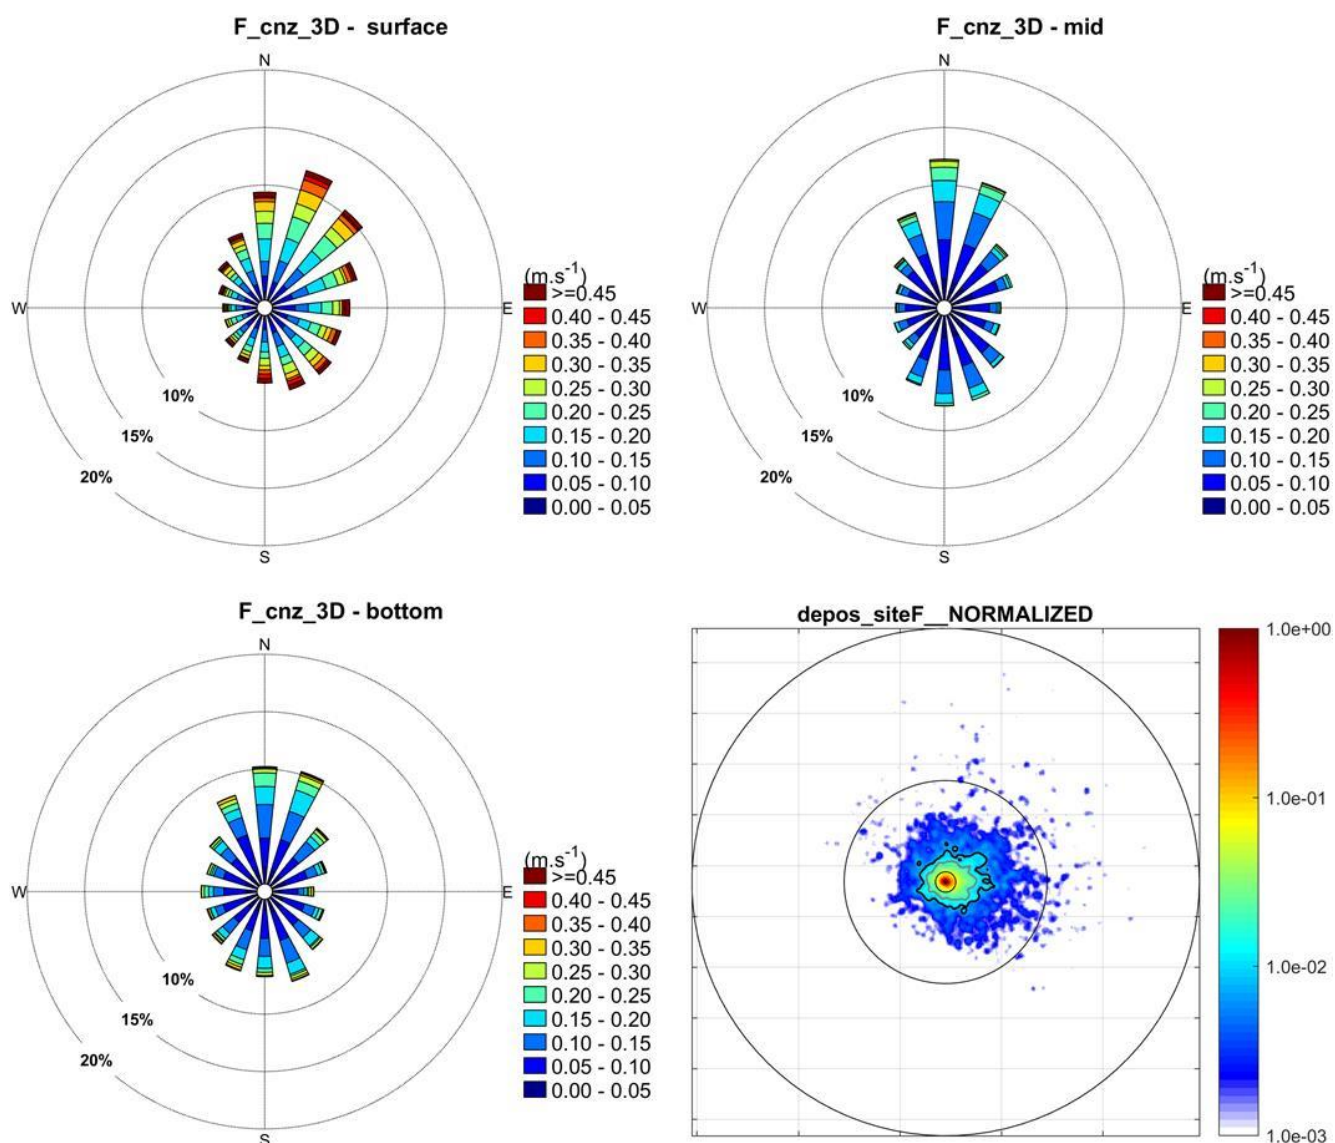 F_cnz_3D - surface
N
W
E
S
10%
15%
20%
(m.s-1)
>=0.45
0.40 - 0.45
0.35 - 0.40
0.30 - 0.35
0.25 - 0.30
0.20 - 0.25
0.15 - 0.20
0.10 - 0.15
0.05 - 0.10
0.00 - 0.05
F_cnz_3D - mid
N
W
E
S
10%
15%
20%
(m.s-1)
>=0.45
0.40 - 0.45
0.35 - 0.40
0.30 - 0.35
0.25 - 0.30
0.20 - 0.25
0.15 - 0.20
0.10 - 0.15
0.05 - 0.10
0.00 - 0.05
F_cnz_3D - bottom
N
W
E
S
10%
15%
20%
(m.s-1)
>=0.45
0.40 - 0.45
0.35 - 0.40
0.30 - 0.35
0.25 - 0.30
0.20 - 0.25
0.15 - 0.20
0.10 - 0.15
0.05 - 0.10
0.00 - 0.05
depos_siteF__NORMALIZED
1.0e+00
1.0e-01
1.0e-02
1.0e-03